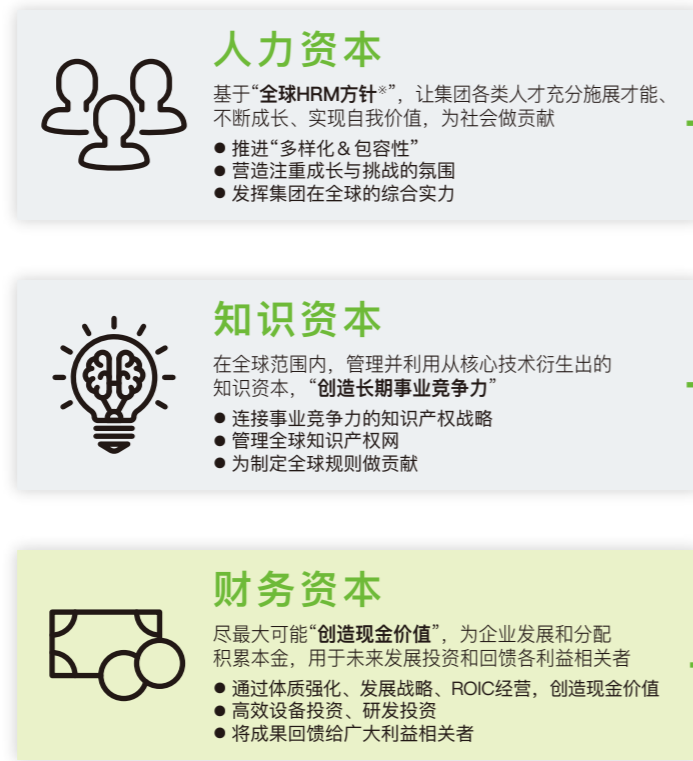 人力资本
基于“全球HRM方针※”，让集团各类人才充分施展才能、
不断成长、实现自我价值，为社会做贡献
● 推进“多样化＆包容性”
● 营造注重成长与挑战的氛围
● 发挥集团在全球的综合实力
知识资本
在全球范围内，管理并利用从核心技术衍生出的
知识资本，“创造长期事业竞争力”
● 连接事业竞争力的知识产权战略
● 管理全球知识产权网
● 为制定全球规则做贡献
财务资本
尽最大可能“创造现金价值”，为企业发展和分配
积累本金，用于未来发展投资和回馈各利益相关者
● 通过体质强化、发展战略、ROIC经营，创造现金价值
● 高效设备投资、研发投资
● 将成果回馈给广大利益相关者